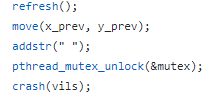 refresh();
move(x_prev, y_prev);
addstr(" ");
pthread_mutex_unlock(&mutex);
crash(vils);